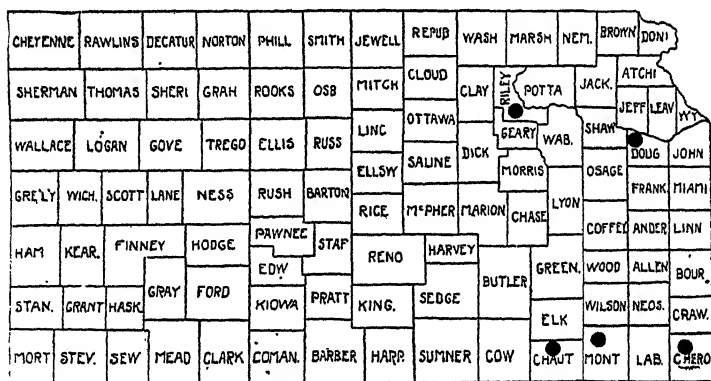 CHEYENNE RAWLINS DECATUR NORTON PHILL SMITH JEWELL REPUB WASH MARSH NEM. BROWN DONI
SHERMAN THOMAS SHERI GRAH ROOKS OSB MITCH CLOUD CLAY RILEY POTTA JACK. ATCHI
JEFF LEAV WY
WALLACE LOGAN GOVE TREGO ELLIS RUSS LINC OTTAWA GEARY WAB. SHAW DOUG JOHN
ELLSW SALINE DICK MORRIS OSAGE
GRE'LY WICH. SCOTT LANE NESS RUSH BARTON RICE McPHER MARION CHASE LYON FRANK MIAMI
COFFEY ANDER LINN
HAM KEAR. FINNEY HODGE PAWNEE STAF RENO HARVEY
EDW BUTLER GREEN. WOOD ALLEN BOUR.
STAN. GRANT HASK. GRAY FORD KIOWA PRATT KING. SEDGE ELK WILSON NEOS. CRAW.
MORT STEV. SEW MEAD CLARK COMAN. BARBER HARP. SUMNER COW CHAUT MONT LAB. CHERO